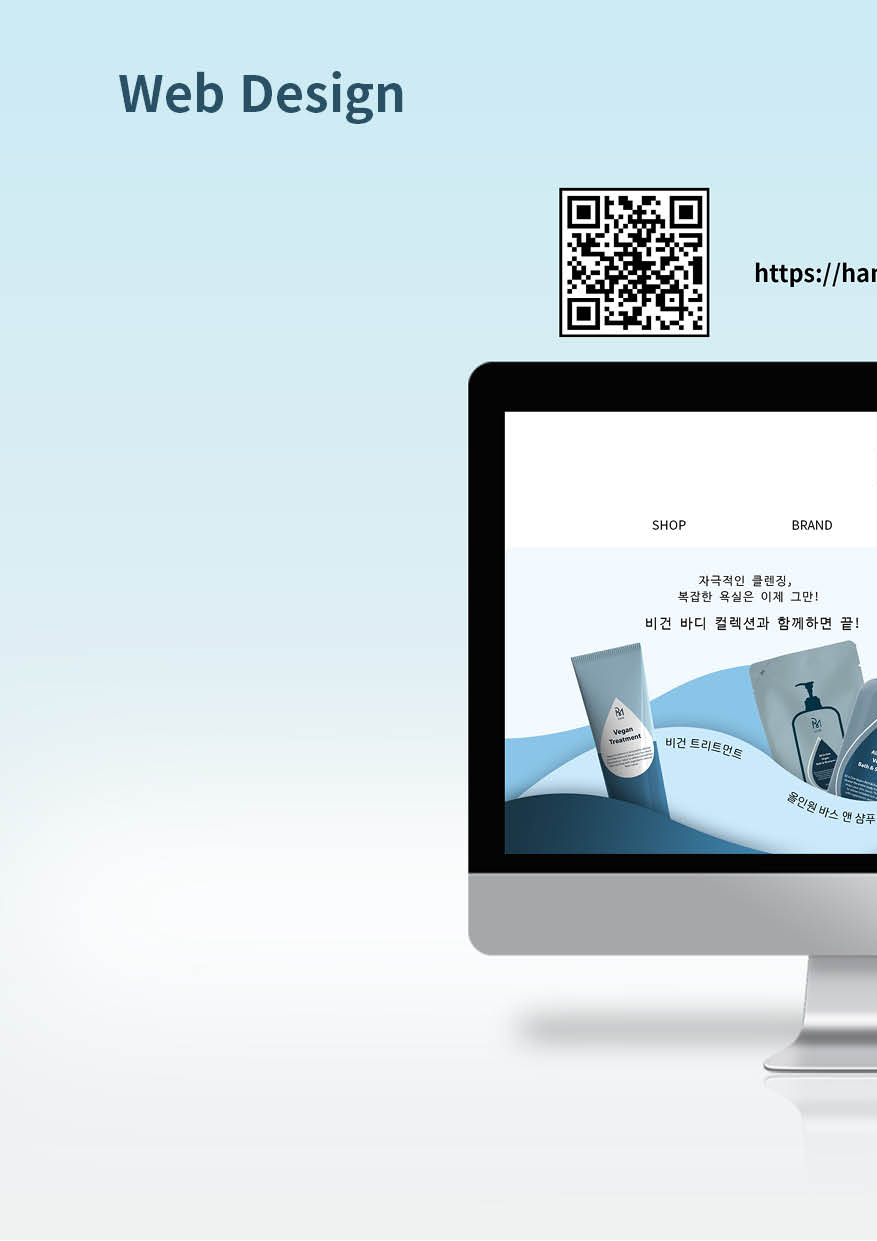 Web Design
https://har
SHOP
BRAND
자극적인 클렌징,
복잡한 욕실은 이제 그만!
비건 바디 컬렉션과 함께하면 끝!
Vegan
Treatment
비건 트리트먼트
올인원 바스 앤 샴푸